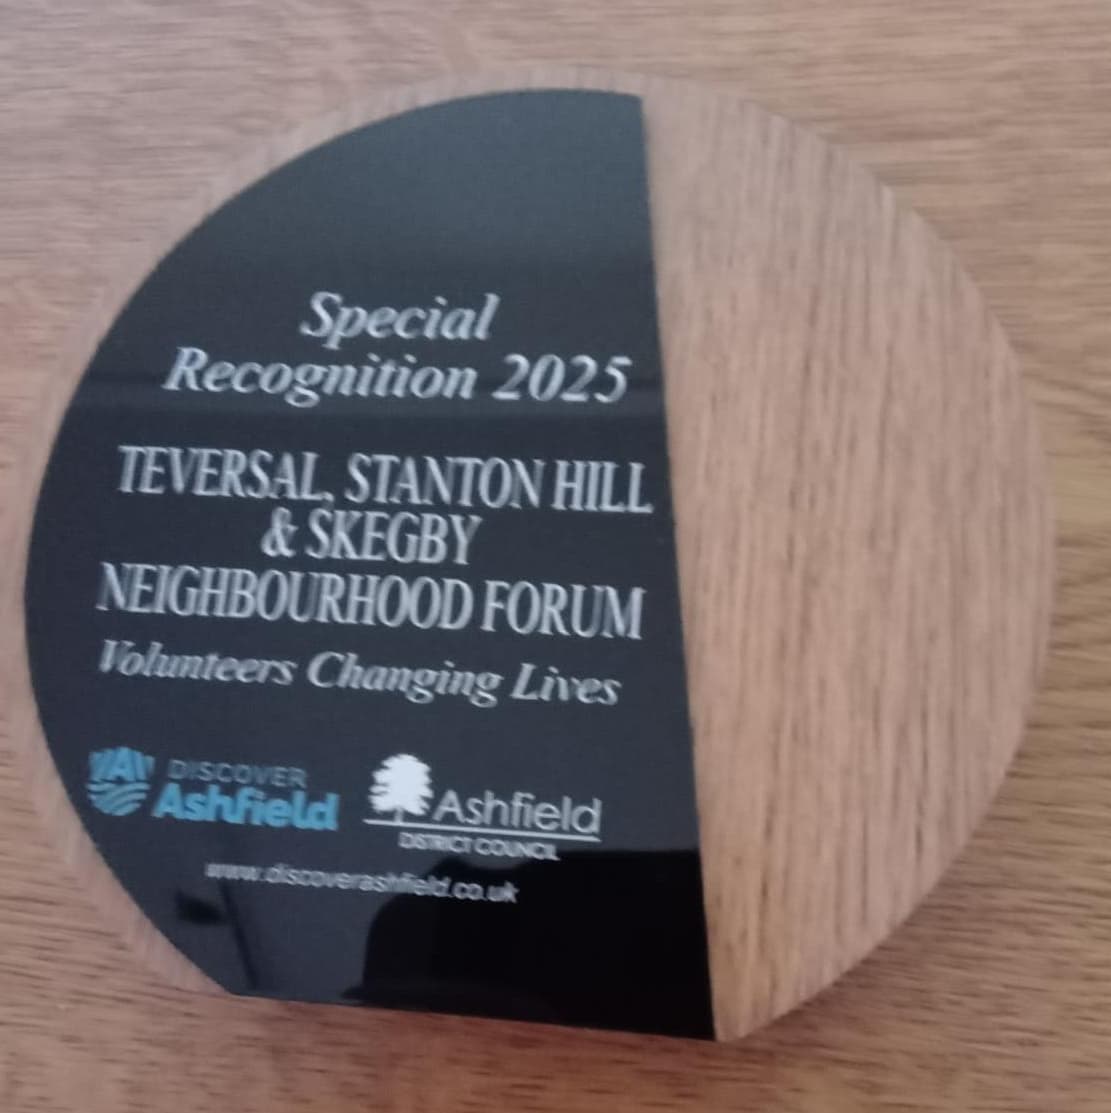 Special
Recognition 2025
TEVERSAL, STANTON HILL
& SKEGBY
NEIGHBOURHOOD FORUM
Volunteers Changing Lives
DISCOVER
Ashfield
Ashfield
DISTRICT COUNCIL
www.discoverashfield.co.uk